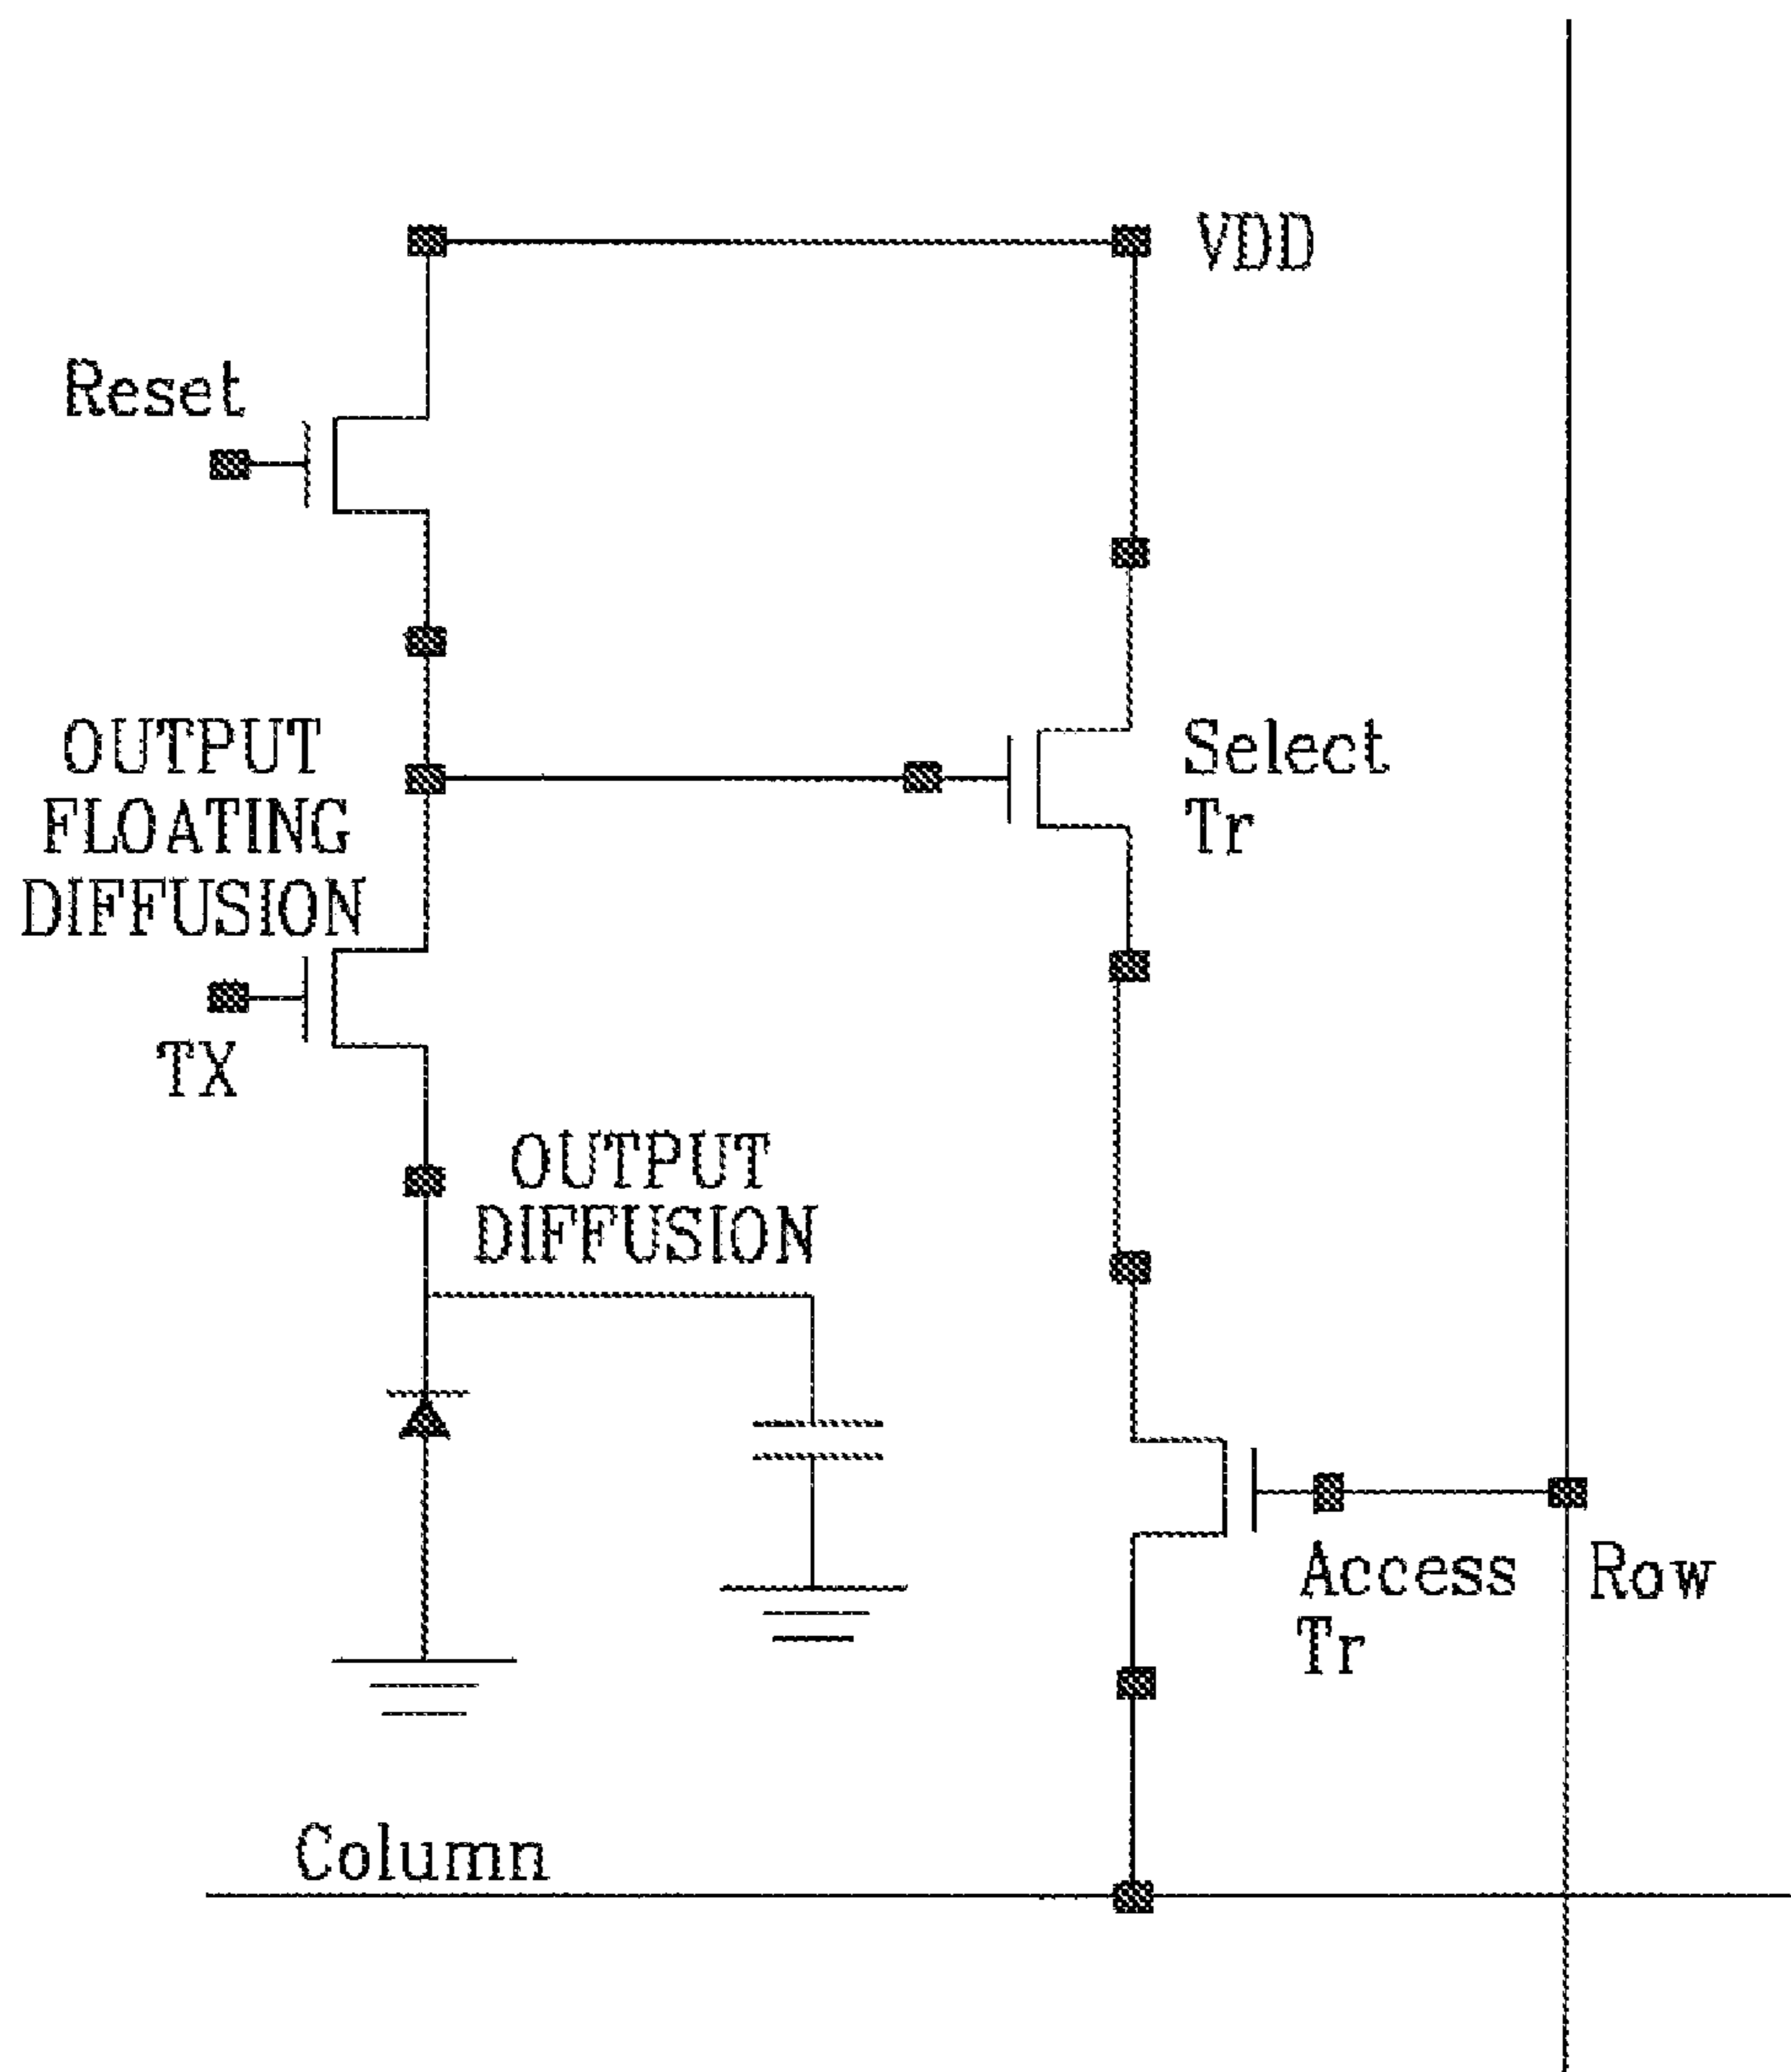 VDD
Reset
OUTPUT
FLOATING
DIFFUSION
Select
Tr
TX
OUTPUT
DIFFUSION
Access
Tr
Row
Column